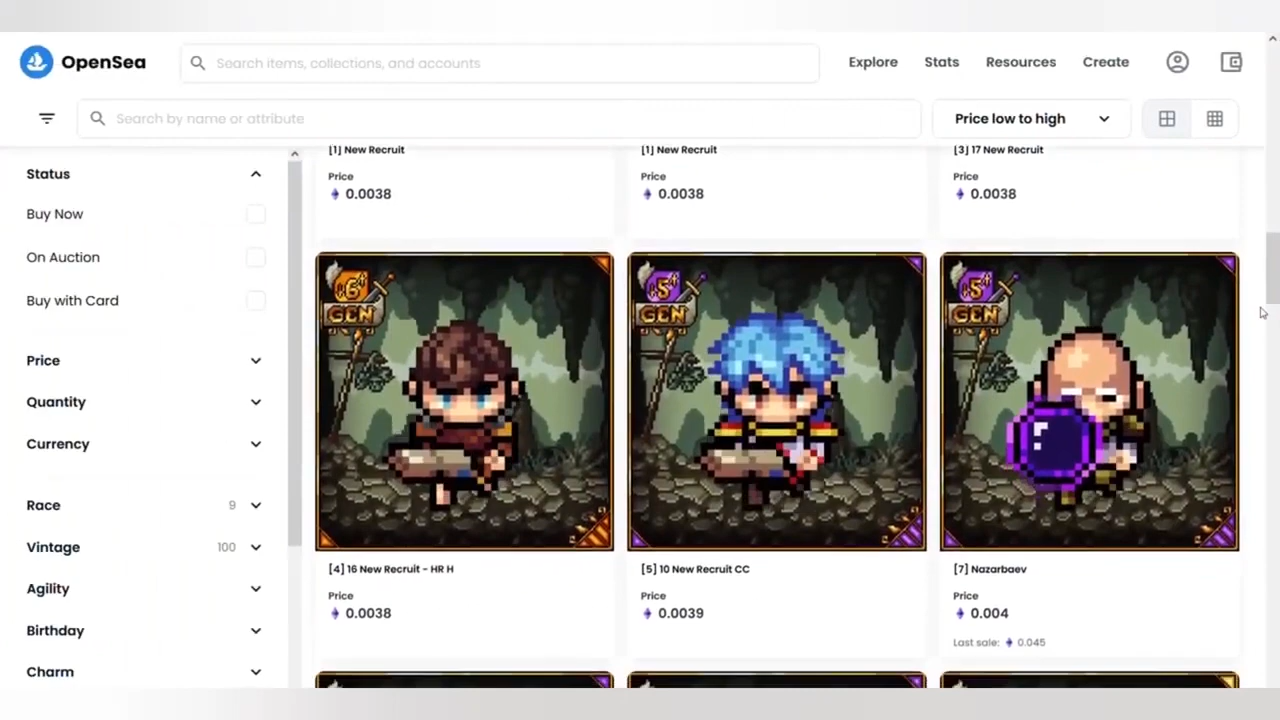 OpenSea
Search items, collections, and accounts
Explore
Stats
Resources
Create
Search by name or attribute
Price low to high
Status
Buy Now
On Auction
Buy with Card
Price
Quantity
Currency
Race 9
Vintage 100
Agility
Birthday
Charm
[1] New Recruit
Price
0.0038
[1] New Recruit
Price
0.0038
[3] 17 New Recruit
Price
0.0038
6+
GEN
[4] 16 New Recruit - HR H
Price
0.0038
5+
GEN
[5] 10 New Recruit CC
Price
0.0039
5+
GEN
[7] Nazarbaev
Price
0.004
Last sale: 0.045